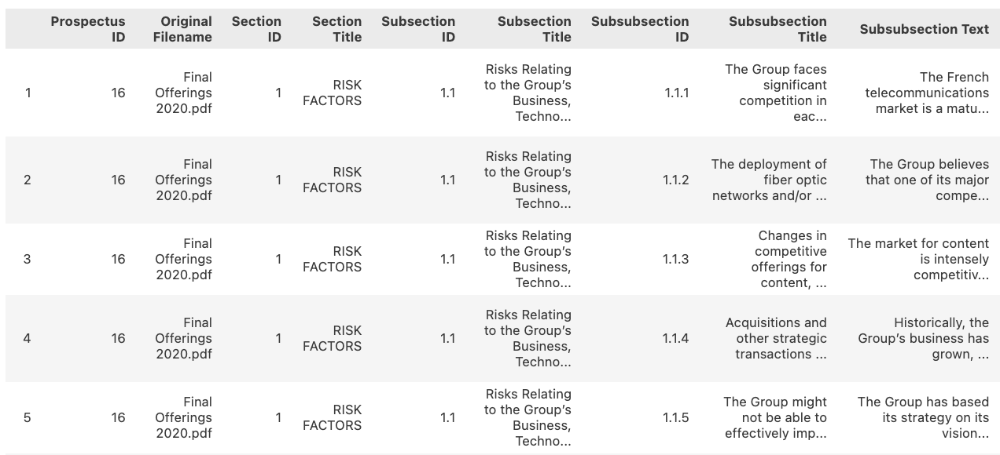 Prospectus ID Original Filename Section ID Section Title Subsection ID Subsection Title Subsubsection ID Subsubsection Title Subsubsection Text
1 16 Final Offerings 2020.pdf 1 RISK FACTORS 1.1 Risks Relating to the Group’s Business, Techno... 1.1.1 The Group faces significant competition in eac... The French telecommunications market is a matu...
2 16 Final Offerings 2020.pdf 1 RISK FACTORS 1.1 Risks Relating to the Group’s Business, Techno... 1.1.2 The deployment of fiber optic networks and/or ... The Group believes that one of its major compe...
3 16 Final Offerings 2020.pdf 1 RISK FACTORS 1.1 Risks Relating to the Group’s Business, Techno... 1.1.3 Changes in competitive offerings for content, ... The market for content is intensely competitiv...
4 16 Final Offerings 2020.pdf 1 RISK FACTORS 1.1 Risks Relating to the Group’s Business, Techno... 1.1.4 Acquisitions and other strategic transactions ... Historically, the Group’s business has grown, ...
5 16 Final Offerings 2020.pdf 1 RISK FACTORS 1.1 Risks Relating to the Group’s Business, Techno... 1.1.5 The Group might not be able to effectively imp... The Group has based its strategy on its vision...